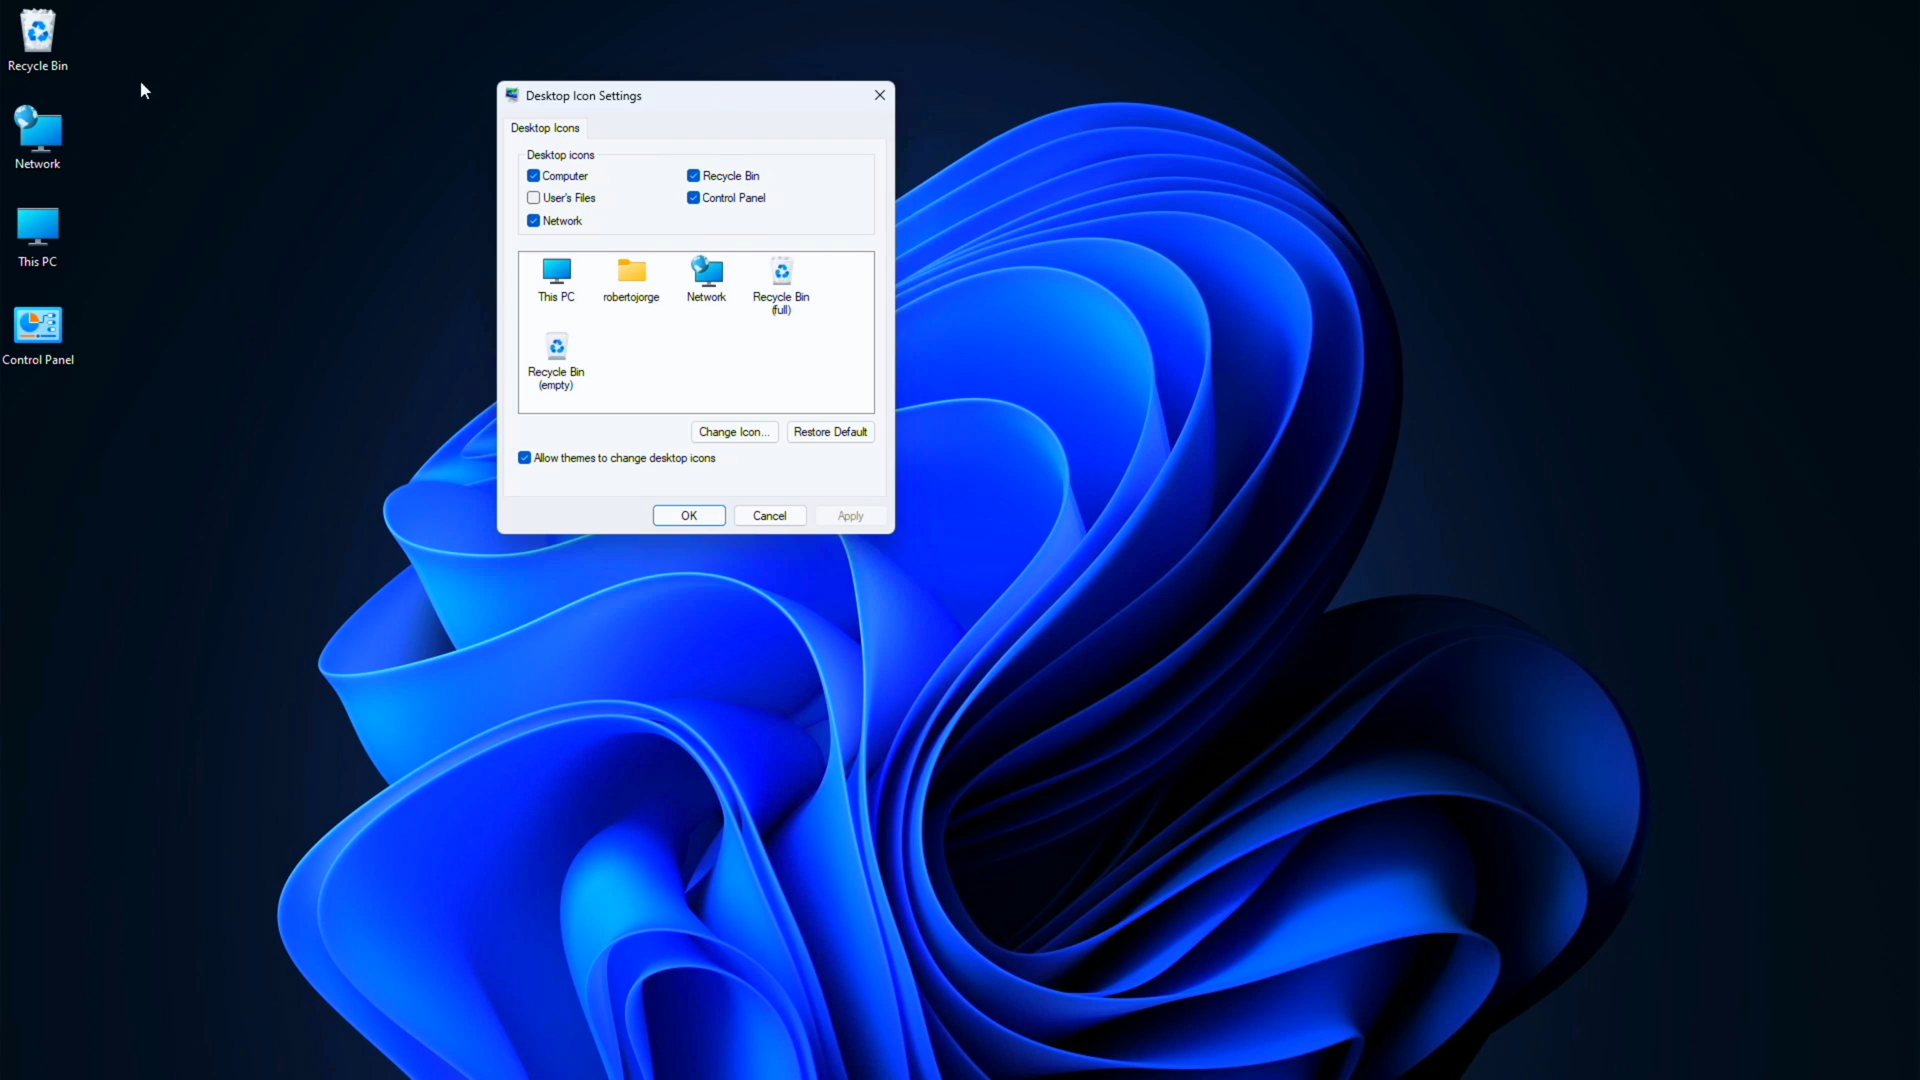 Recycle Bin
Network
This PC
Control Panel
Desktop Icon Settings
Desktop Icons
Desktop icons
Computer
Recycle Bin
User's Files
Control Panel
Network
This PC
robertojorge
Network
Recycle Bin
(full)
Recycle Bin
(empty)
Change Icon...
Restore Default
Allow themes to change desktop icons
OK
Cancel
Apply